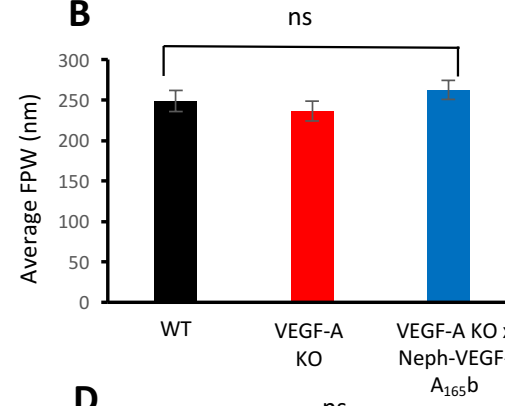 B
ns
Average FPW (nm)
300
250
200
150
100
50
0
WT
VEGF-A
KO
VEGF-A KO x
Neph-VEGF-
A₁₆₅b
D
ns